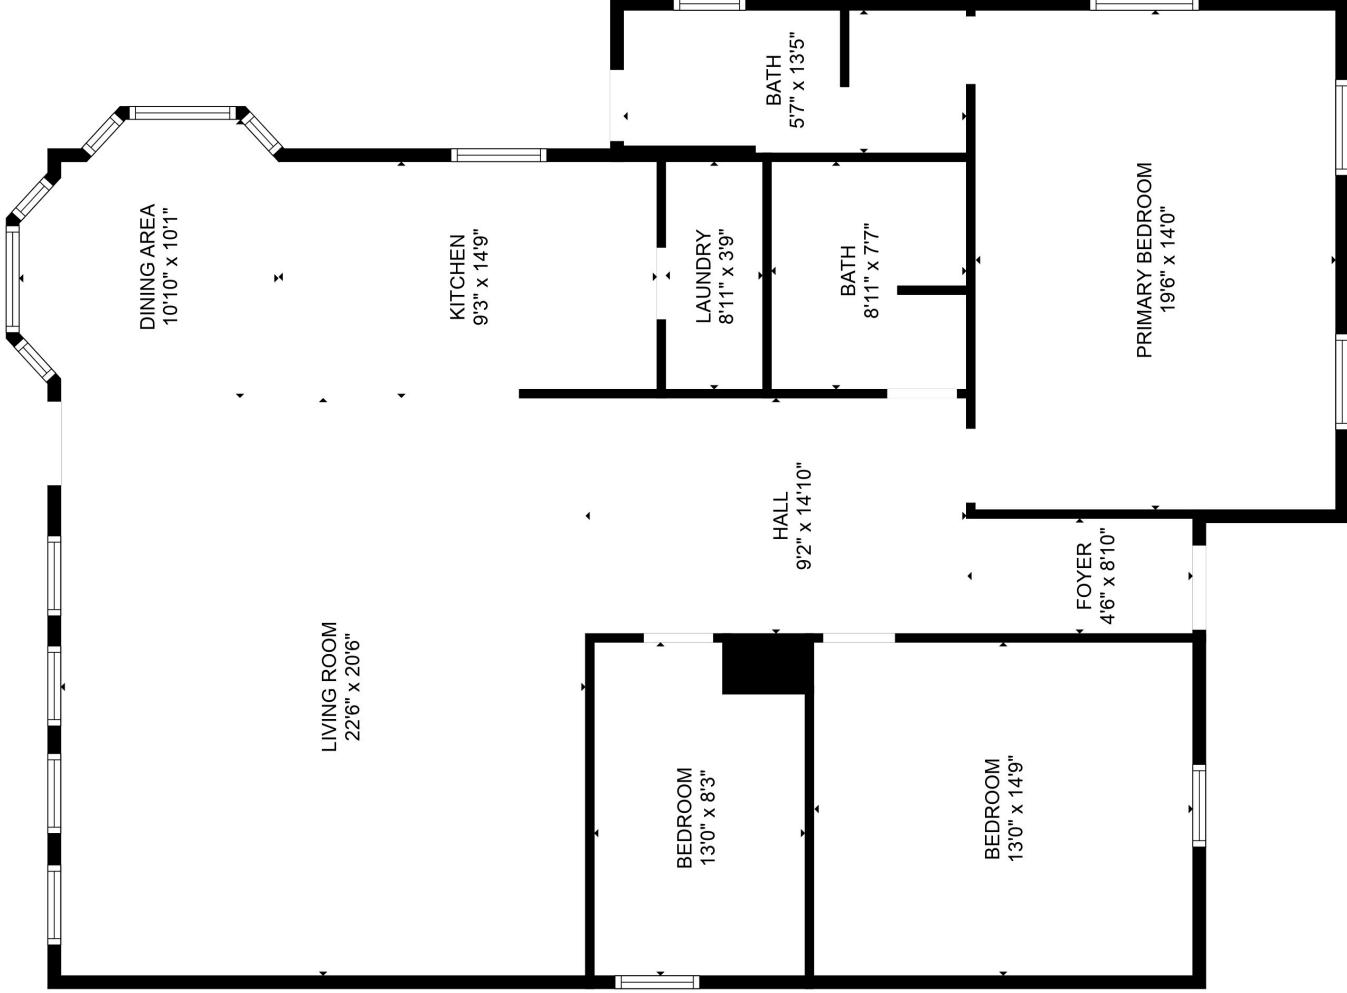 BATH
5'7" x 13'5"
DINING AREA
10'10" x 10'1"
KITCHEN
9'3" x 14'9"
LAUNDRY
8'11" x 3'9"
BATH
8'11" x 7'7"
PRIMARY BEDROOM
19'6" x 14'0"
HALL
9'2" x 14'10"
FOYER
4'6" x 8'10"
LIVING ROOM
22'6" x 20'6"
BEDROOM
13'0" x 8'3"
BEDROOM
13'0" x 14'9"